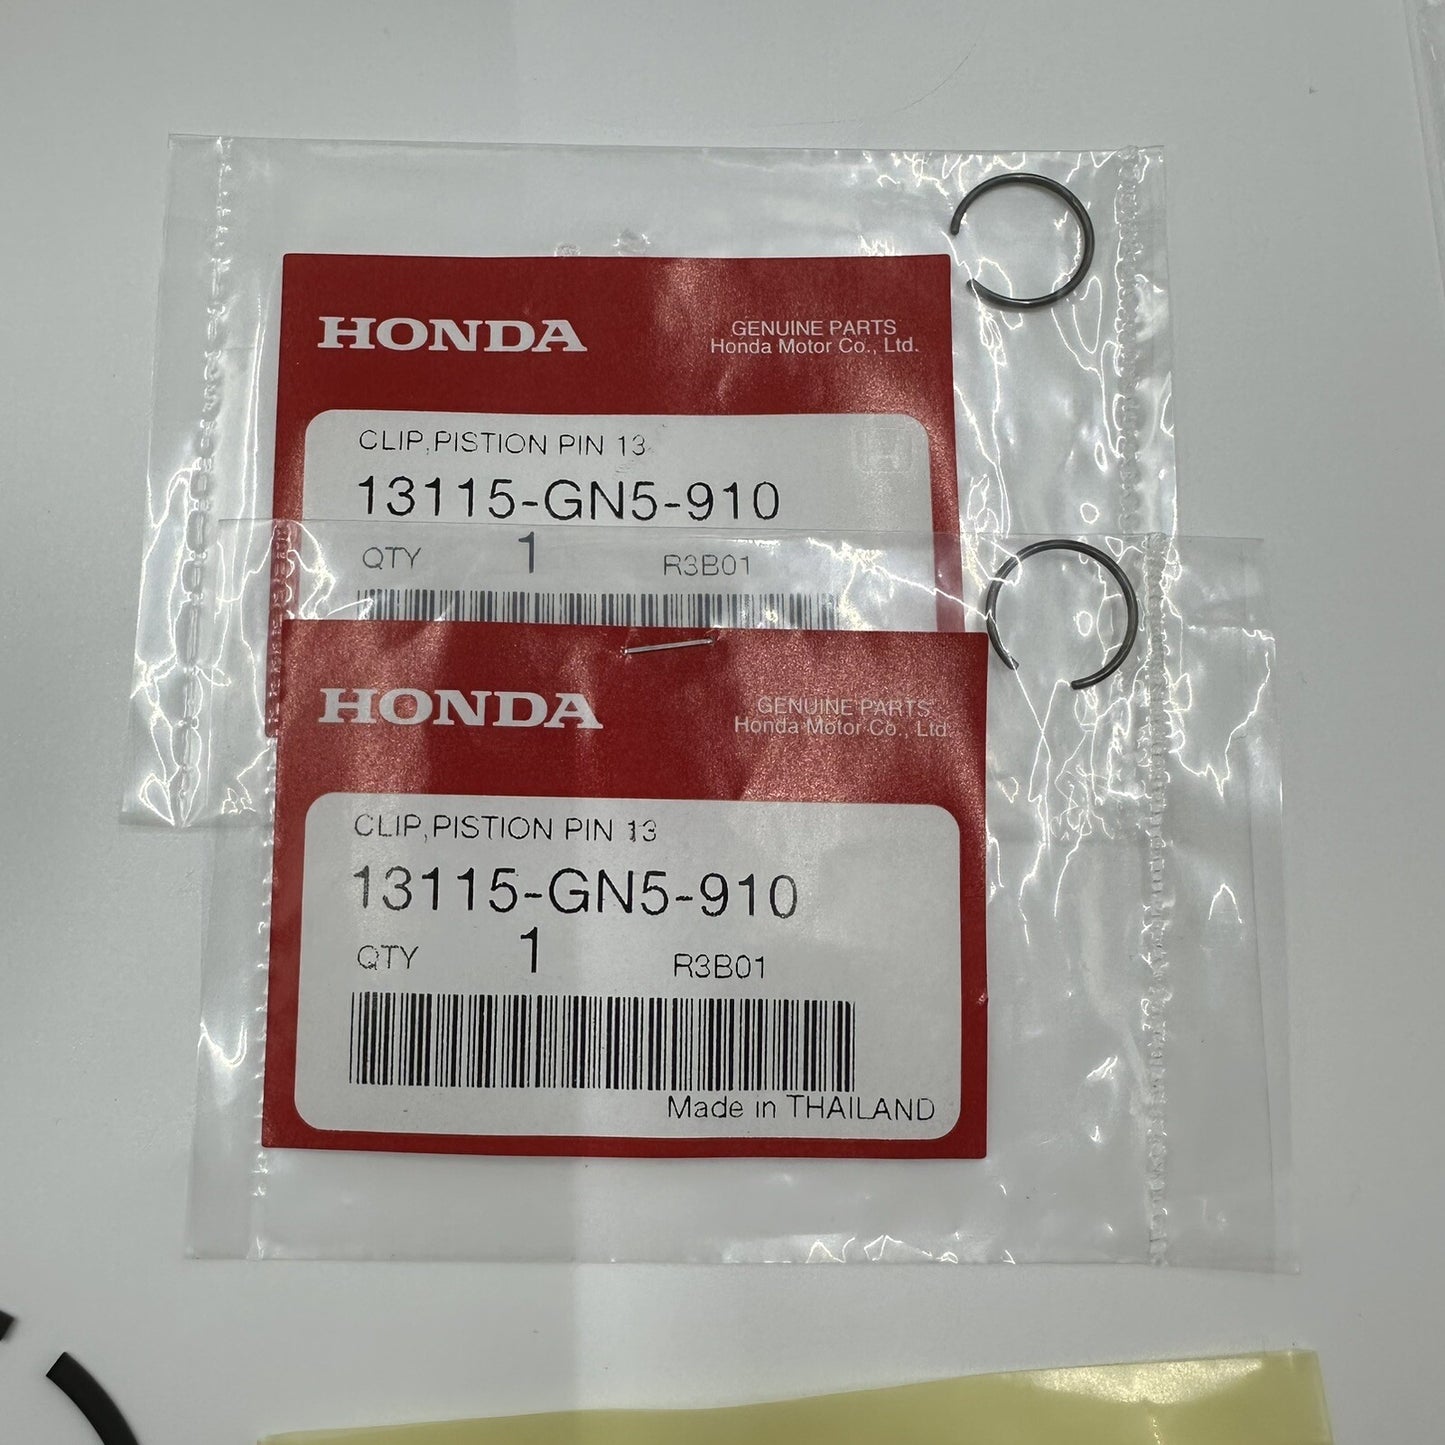 HONDA
GENUINE PARTS
Honda Motor Co., Ltd.
CLIP,PISTION PIN 13
13115-GN5-910
QTY 1 R3B01
HONDA
GENUINE PARTS
Honda Motor Co., Ltd.
CLIP,PISTION PIN 13
13115-GN5-910
QTY 1 R3B01
Made in THAILAND